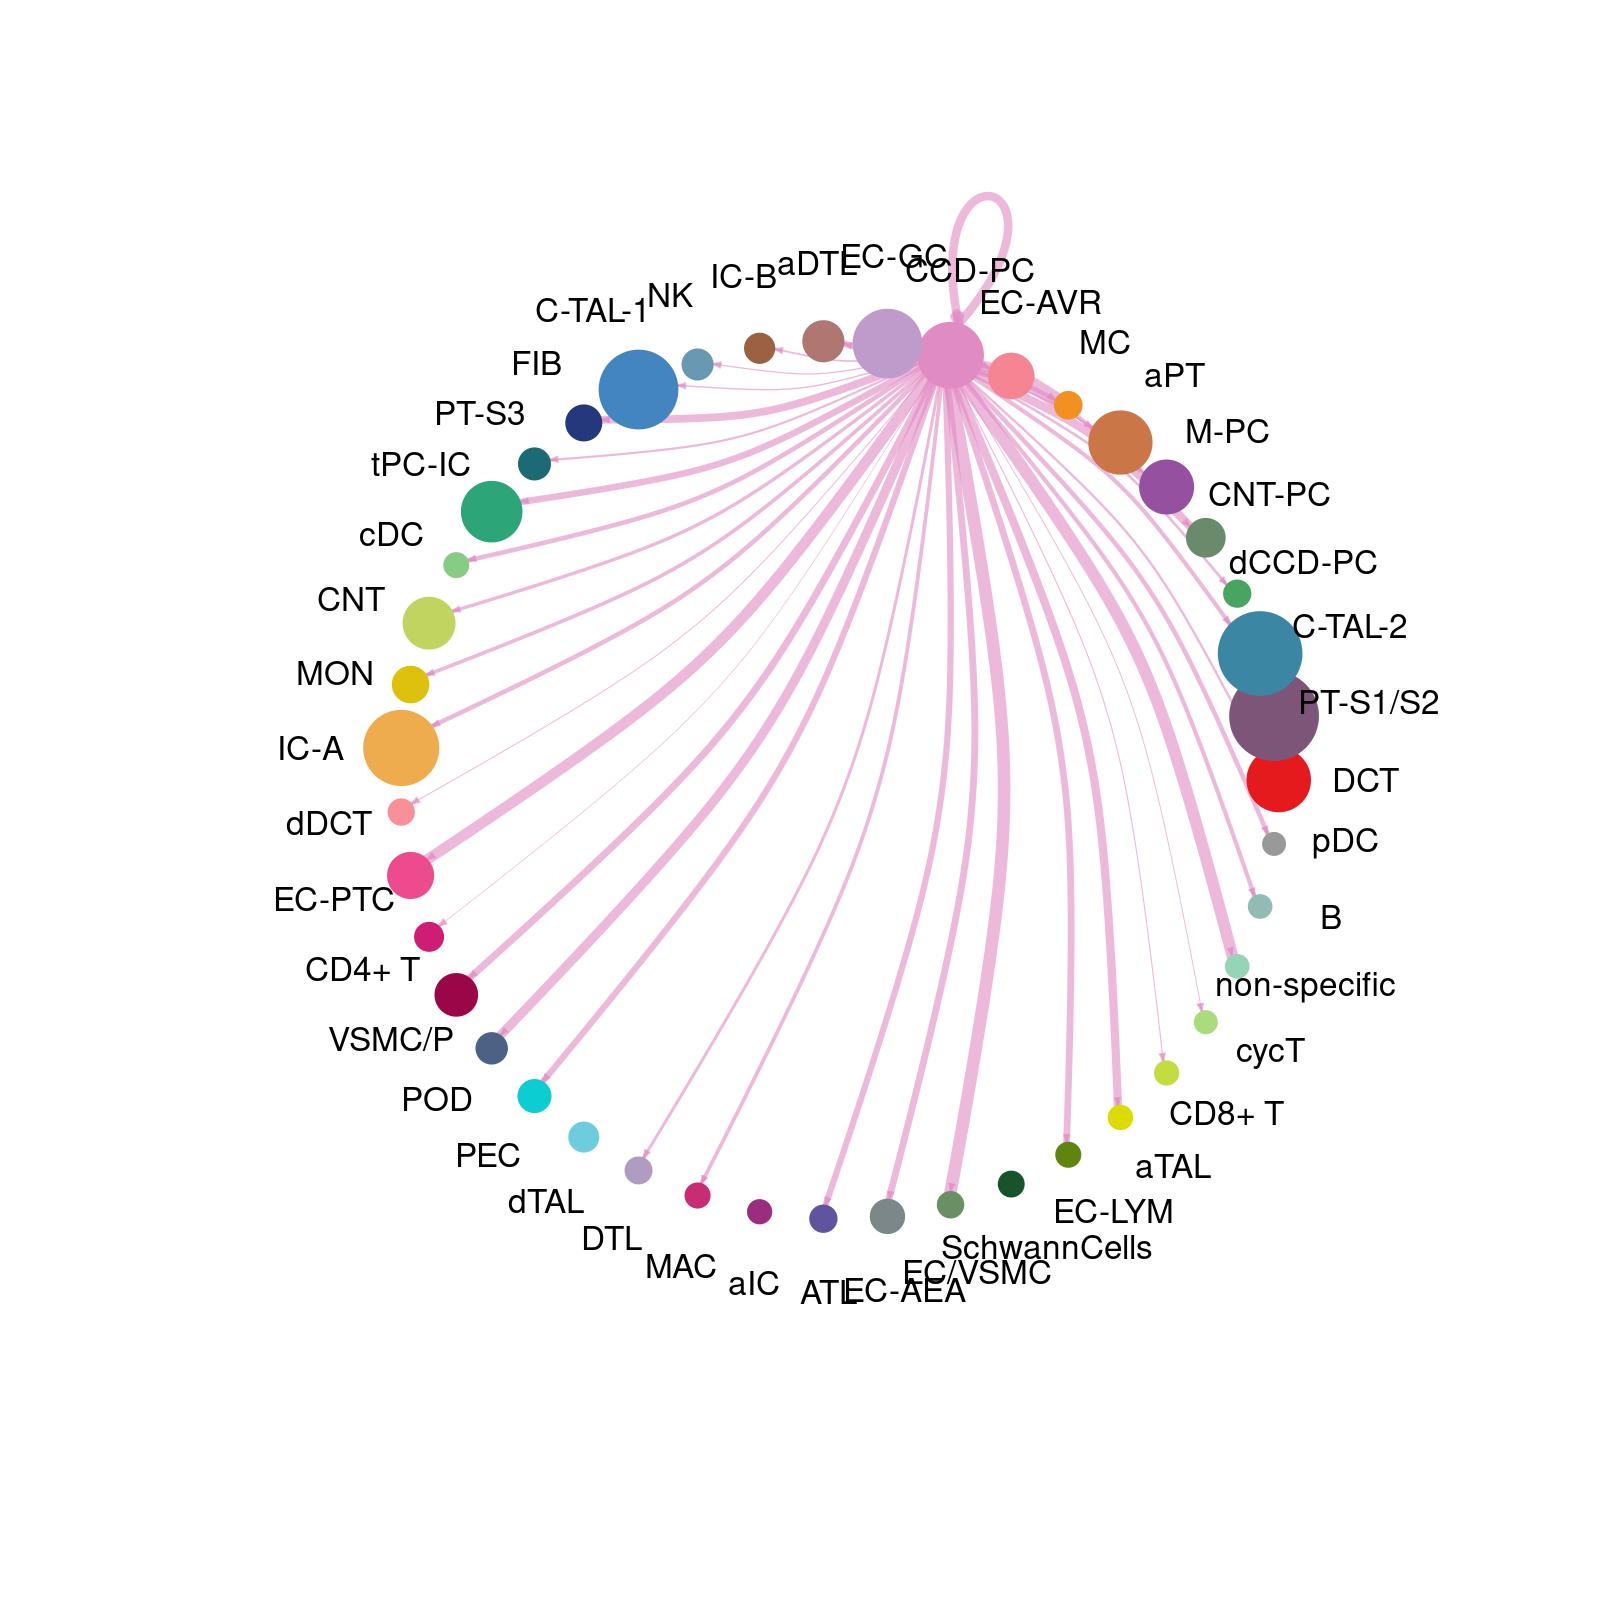 EC-GC
CCD-PC
aDTL
IC-B
NK
EC-AVR
C-TAL-1
MC
FIB
aPT
PT-S3
M-PC
tPC-IC
CNT-PC
cDC
dCCD-PC
CNT
C-TAL-2
MON
PT-S1/S2
IC-A
DCT
dDCT
pDC
EC-PTC
B
CD4+ T
non-specific
VSMC/P
cycT
POD
CD8+ T
PEC
aTAL
dTAL
EC-LYM
DTL
SchwannCells
MAC
EC/VSMC
aIC
ATL
EC-AEA